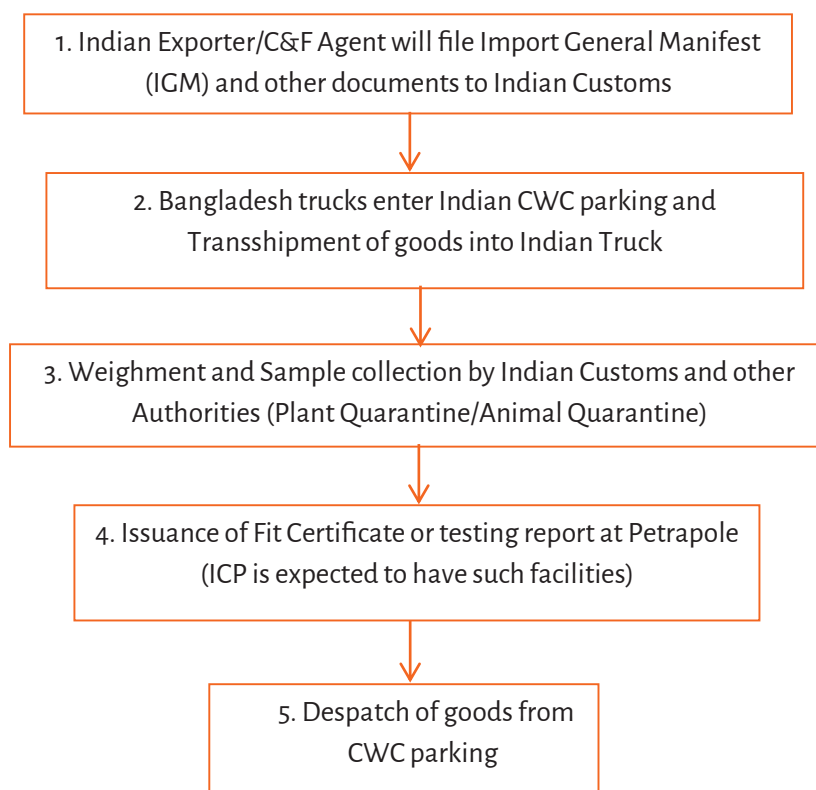 1. Indian Exporter/C&F Agent will file Import General Manifest
(IGM) and other documents to Indian Customs
2. Bangladesh trucks enter Indian CWC parking and
Transshipment of goods into Indian Truck
3. Weighment and Sample collection by Indian Customs and other
Authorities (Plant Quarantine/Animal Quarantine)
4. Issuance of Fit Certificate or testing report at Petrapole
(ICP is expected to have such facilities)
5. Despatch of goods from
CWC parking